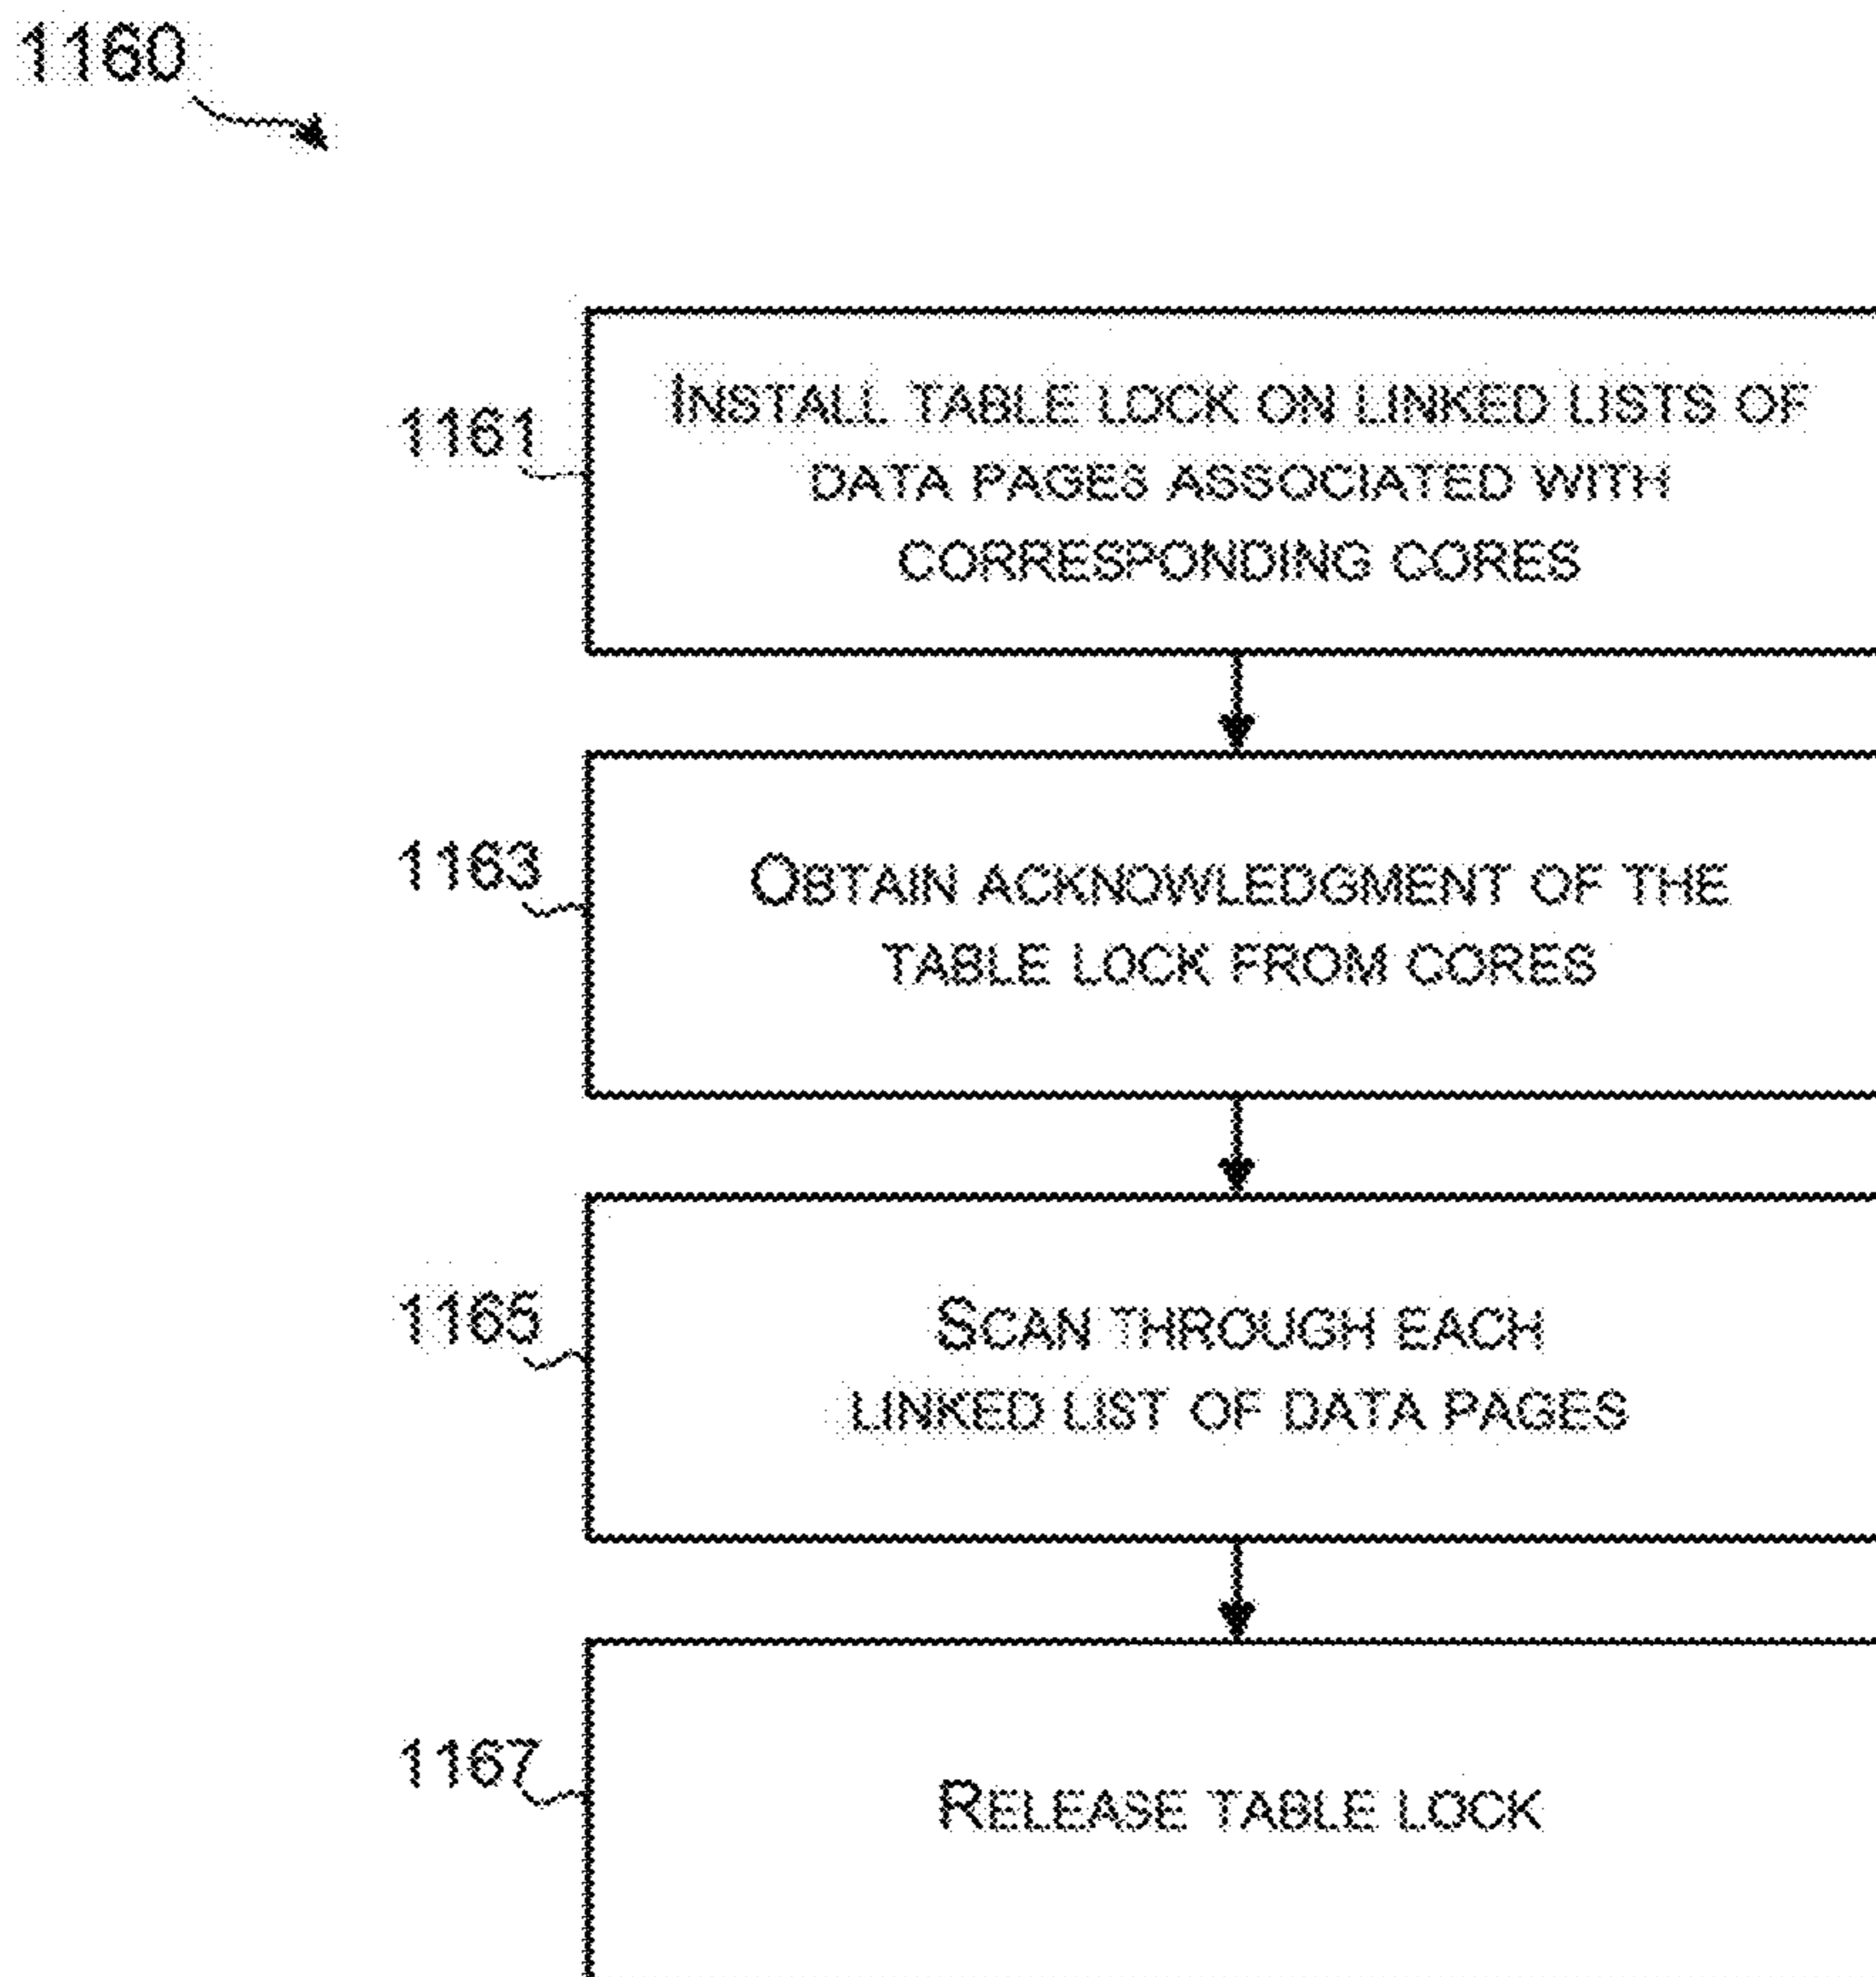 1160
1161
INSTALL TABLE LOCK ON LINKED LISTS OF
DATA PAGES ASSOCIATED WITH
CORRESPONDING CORES
1163
OBTAIN ACKNOWLEDGMENT OF THE
TABLE LOCK FROM CORES
1165
SCAN THROUGH EACH
LINKED LIST OF DATA PAGES
1167
RELEASE TABLE LOCK